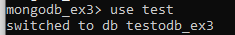 mongodb_ex3> use test
switched to db testodb_ex3